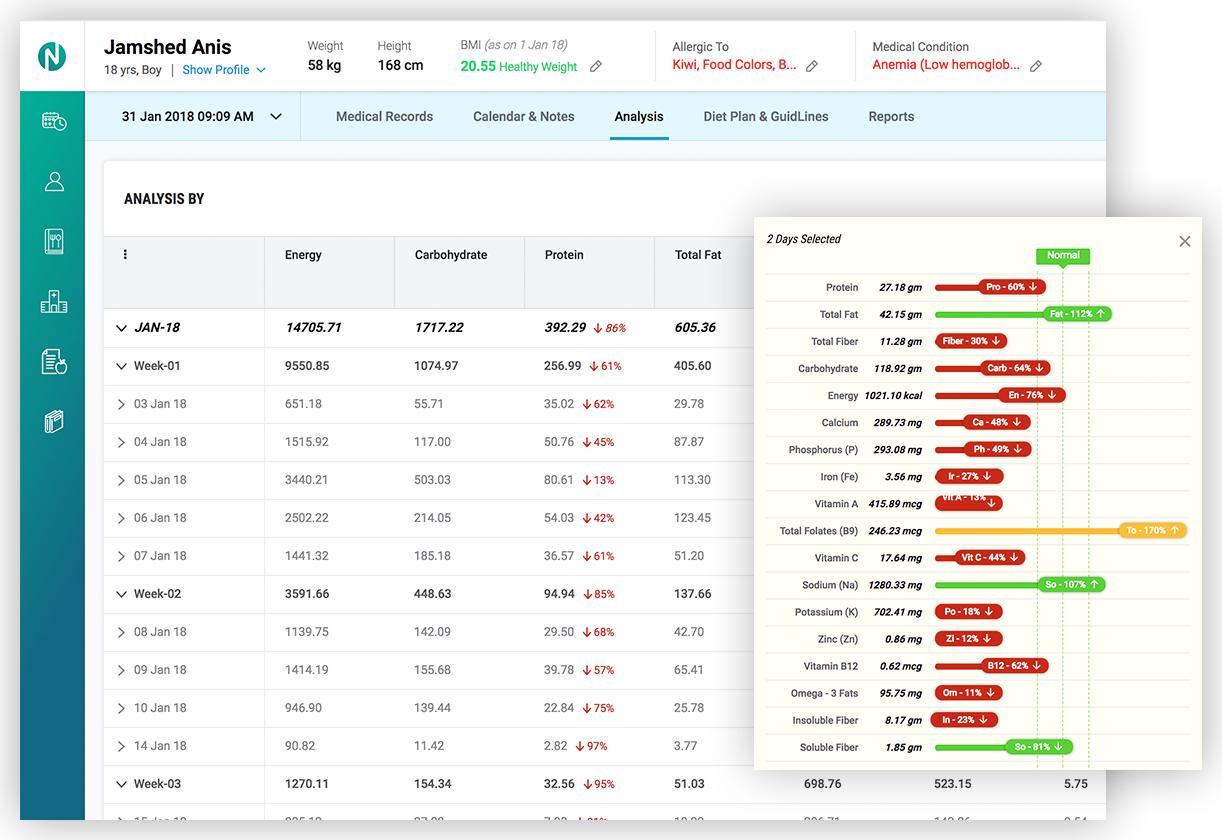 N
Jamshed Anis
18 yrs, Boy | Show Profile
Weight
58 kg
Height
168 cm
BMI (as on 1 Jan 18)
20.55 Healthy Weight
Allergic To
Kiwi, Food Colors, B...
Medical Condition
Anemia (Low hemoglob...
31 Jan 2018 09:09 AM
Medical Records
Calendar & Notes
Analysis
Diet Plan & GuidLines
Reports
ANALYSIS BY
Energy Carbohydrate Protein Total Fat
JAN-18 14705.71 1717.22 392.29 ↓ 86% 605.36
Week-01 9550.85 1074.97 256.99 ↓ 61% 405.60
03 Jan 18 651.18 55.71 35.02 ↓ 62% 29.78
04 Jan 18 1515.92 117.00 50.76 ↓ 45% 87.87
05 Jan 18 3440.21 503.03 80.61 ↓ 13% 113.30
06 Jan 18 2502.22 214.05 54.03 ↓ 42% 123.45
07 Jan 18 1441.32 185.18 36.57 ↓ 61% 51.20
Week-02 3591.66 448.63 94.94 ↓ 85% 137.66
08 Jan 18 1139.75 142.09 29.50 ↓ 68% 42.70
09 Jan 18 1414.19 155.68 39.78 ↓ 57% 65.41
10 Jan 18 946.90 139.44 22.84 ↓ 75% 25.78
14 Jan 18 90.82 11.42 2.82 ↓ 97% 3.77
Week-03 1270.11 154.34 32.56 ↓ 95% 51.03 698.76 523.15 5.75
2 Days Selected
Normal
Protein 27.18 gm Pro - 60% ↓
Total Fat 42.15 gm Fat - 112% ↑
Total Fiber 11.28 gm Fiber - 30% ↓
Carbohydrate 118.92 gm Carb - 64% ↓
Energy 1021.10 kcal En - 76% ↓
Calcium 289.73 mg Ca - 48% ↓
Phosphorus (P) 293.08 mg Ph - 49% ↓
Iron (Fe) 3.56 mg Ir - 27% ↓
Vitamin A 415.89 mcg Vit A - 13% ↓
Total Folates (B9) 246.23 mcg To - 170% ↑
Vitamin C 17.64 mg Vit C - 44% ↓
Sodium (Na) 1280.33 mg So - 107% ↑
Potassium (K) 702.41 mg Po - 18% ↓
Zinc (Zn) 0.86 mg Zi - 12% ↓
Vitamin B12 0.62 mcg B12 - 62% ↓
Omega - 3 Fats 95.75 mg Om - 11% ↓
Insoluble Fiber 8.17 gm In - 23% ↓
Soluble Fiber 1.85 gm So - 81% ↓